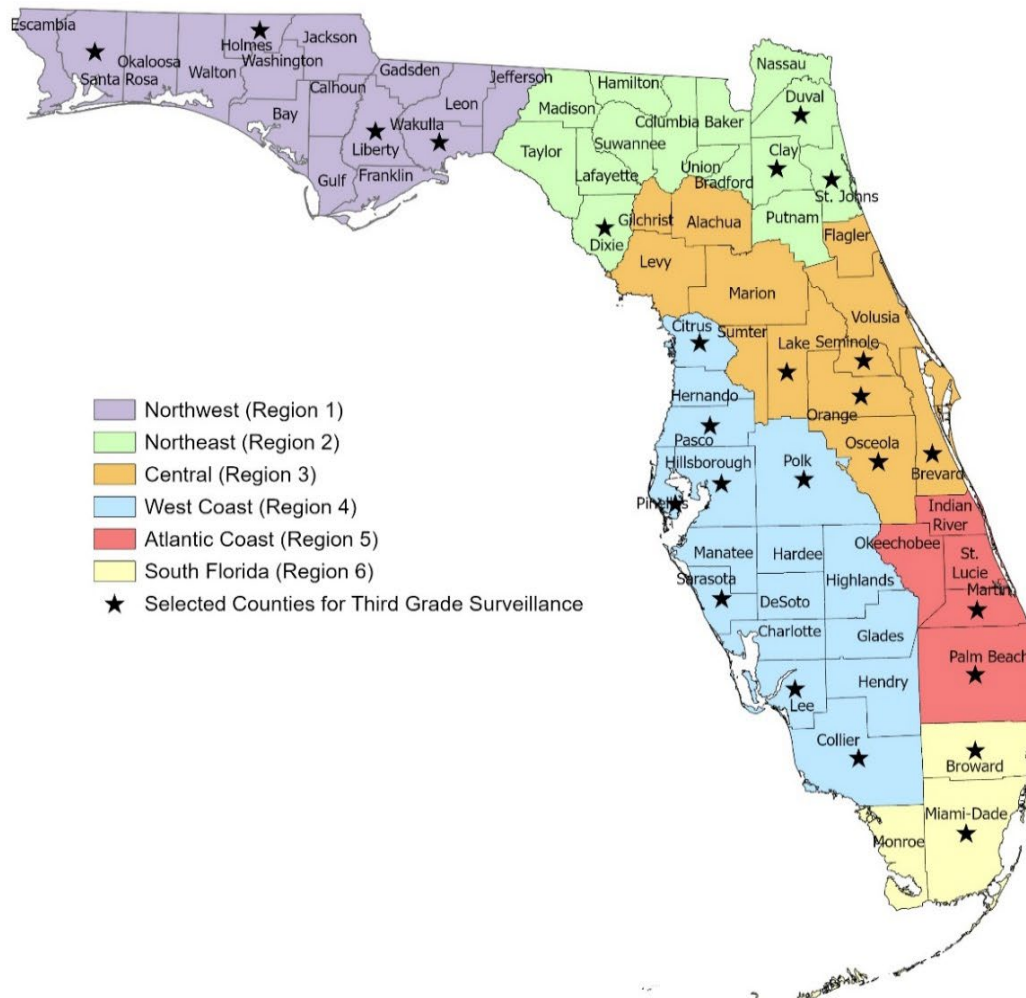 Escambia
Santa Rosa
Okaloosa
Walton
Holmes
Washington
Jackson
Bay
Calhoun
Gulf
Gadsden
Liberty
Franklin
Leon
Wakulla
Jefferson
Madison
Taylor
Hamilton
Suwannee
Lafayette
Dixie
Columbia
Baker
Union
Bradford
Nassau
Duval
Clay
St. Johns
Putnam
Gilchrist
Alachua
Levy
Marion
Flagler
Volusia
Citrus
Sumter
Lake
Seminole
Orange
Osceola
Brevard
Hernando
Pasco
Hillsborough
Pinellas
Polk
Manatee
Hardee
Highlands
Sarasota
DeSoto
Charlotte
Glades
Lee
Hendry
Collier
Indian
River
Okeechobee
St.
Lucie
Martin
Palm Beach
Broward
Miami-Dade
Monroe
Northwest (Region 1)
Northeast (Region 2)
Central (Region 3)
West Coast (Region 4)
Atlantic Coast (Region 5)
South Florida (Region 6)
Selected Counties for Third Grade Surveillance